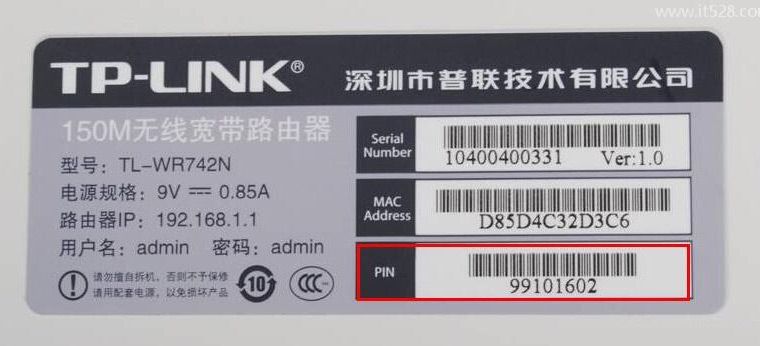 www.it528.com
TP-LINK®
深圳市普联技术有限公司
150M无线宽带路由器
型号: TL-WR742N
电源规格: 9V 0.85A
路由器IP: 192.168.1.1
用户名: admin 密码: admin
请勿擅自拆机，否则不予保修
请用配套电源，以免损坏产品
10
CCC
Serial Number
10400400331 Ver:1.0
MAC Address
D85D4C32D3C6
PIN
99101602